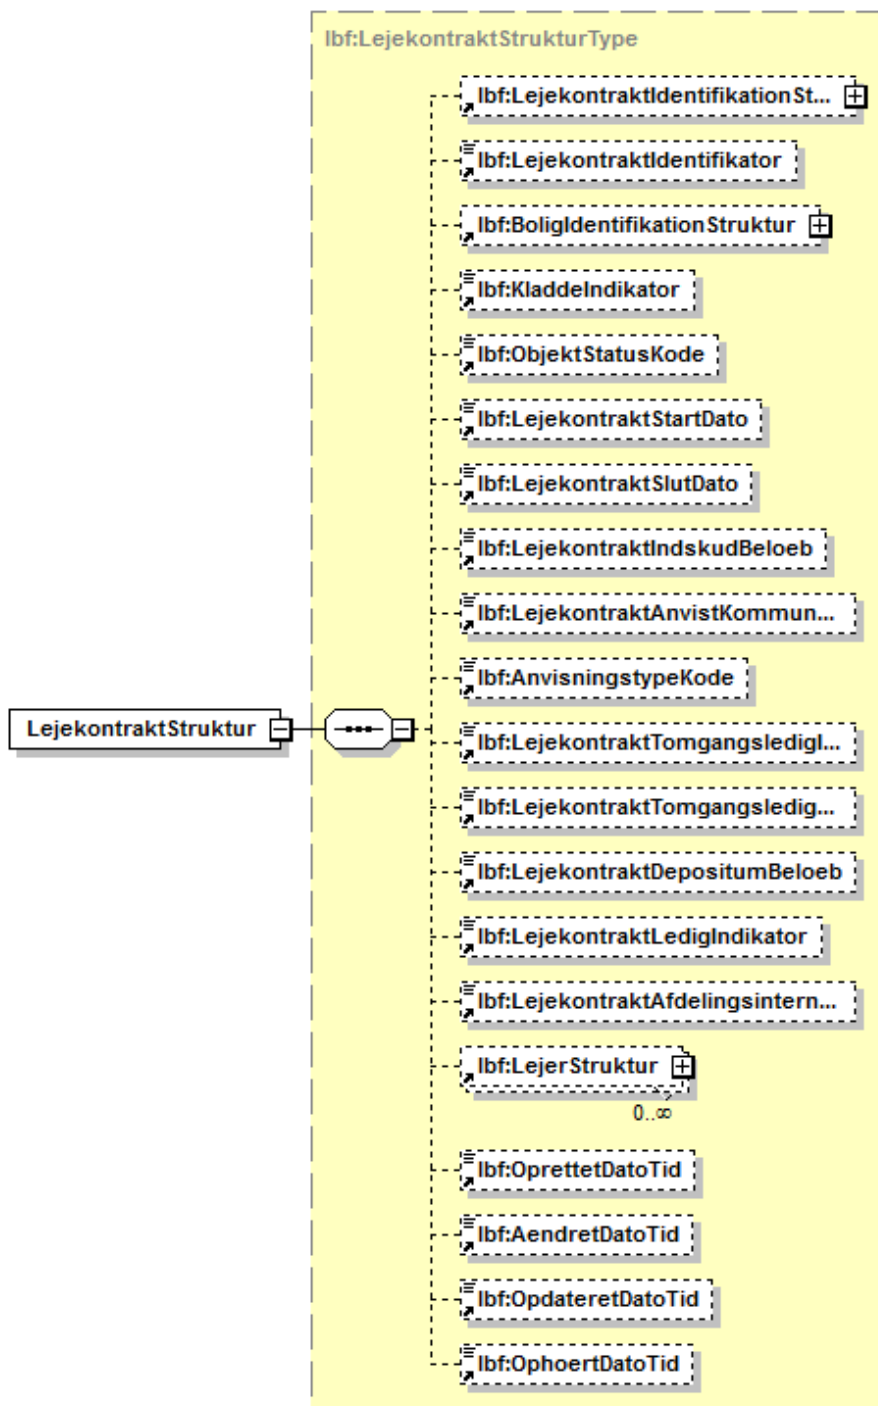 lbf:LejekontraktStrukturType
lbf:LejekontraktIdentifikationSt...
lbf:LejekontraktIdentifikator
lbf:BoligIdentifikationStruktur
lbf:KladdeIndikator
lbf:ObjektStatusKode
lbf:LejekontraktStartDato
lbf:LejekontraktSlutDato
lbf:LejekontraktIndskudBeloeb
lbf:LejekontraktAnvistKommun...
lbf:AnvisningstypeKode
LejekontraktStruktur
lbf:LejekontraktTomgangsledigI...
lbf:LejekontraktTomgangsledig...
lbf:LejekontraktDepositumBeloeb
lbf:LejekontraktLedigIndikator
lbf:LejekontraktAfdelingsintern...
lbf:LejerStruktur
0..∞
lbf:OprettetDatoTid
lbf:AendretDatoTid
lbf:OpdateretDatoTid
lbf:OphoertDatoTid